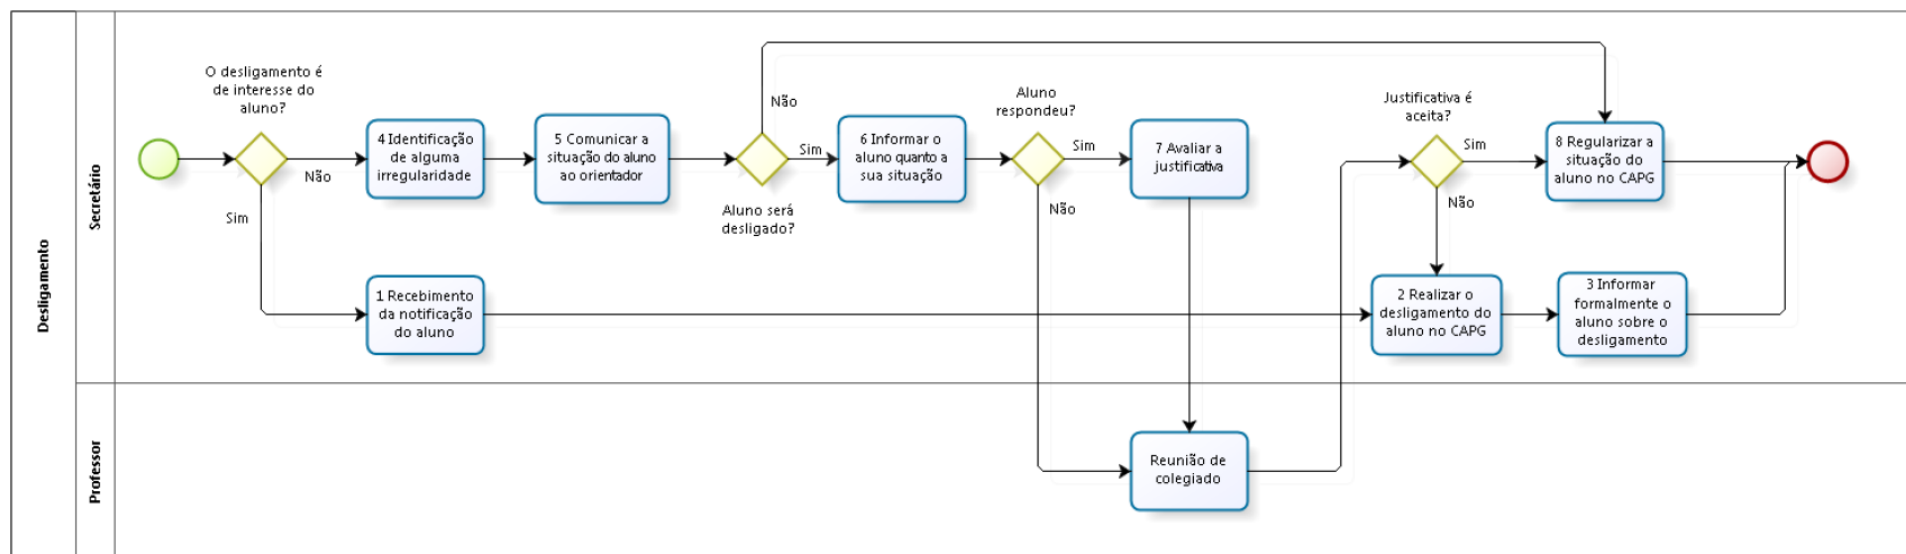 Desligamento
Secretário
O desligamento é
de interesse do
aluno?
Não
Sim
4 Identificação
de alguma
irregularidade
5 Comunicar a
situação do aluno
ao orientador
Não
Sim
Aluno será
desligado?
6 Informar o
aluno quanto a
sua situação
Aluno
respondeu?
Sim
Não
7 Avaliar a
justificativa
Justificativa é
aceita?
Sim
Não
8 Regularizar a
situação do
aluno no CAPG
1 Recebimento
da notificação
do aluno
2 Realizar o
desligamento do
aluno no CAPG
3 Informar
formalmente o
aluno sobre o
desligamento
Professor
Reunião de
colegiado